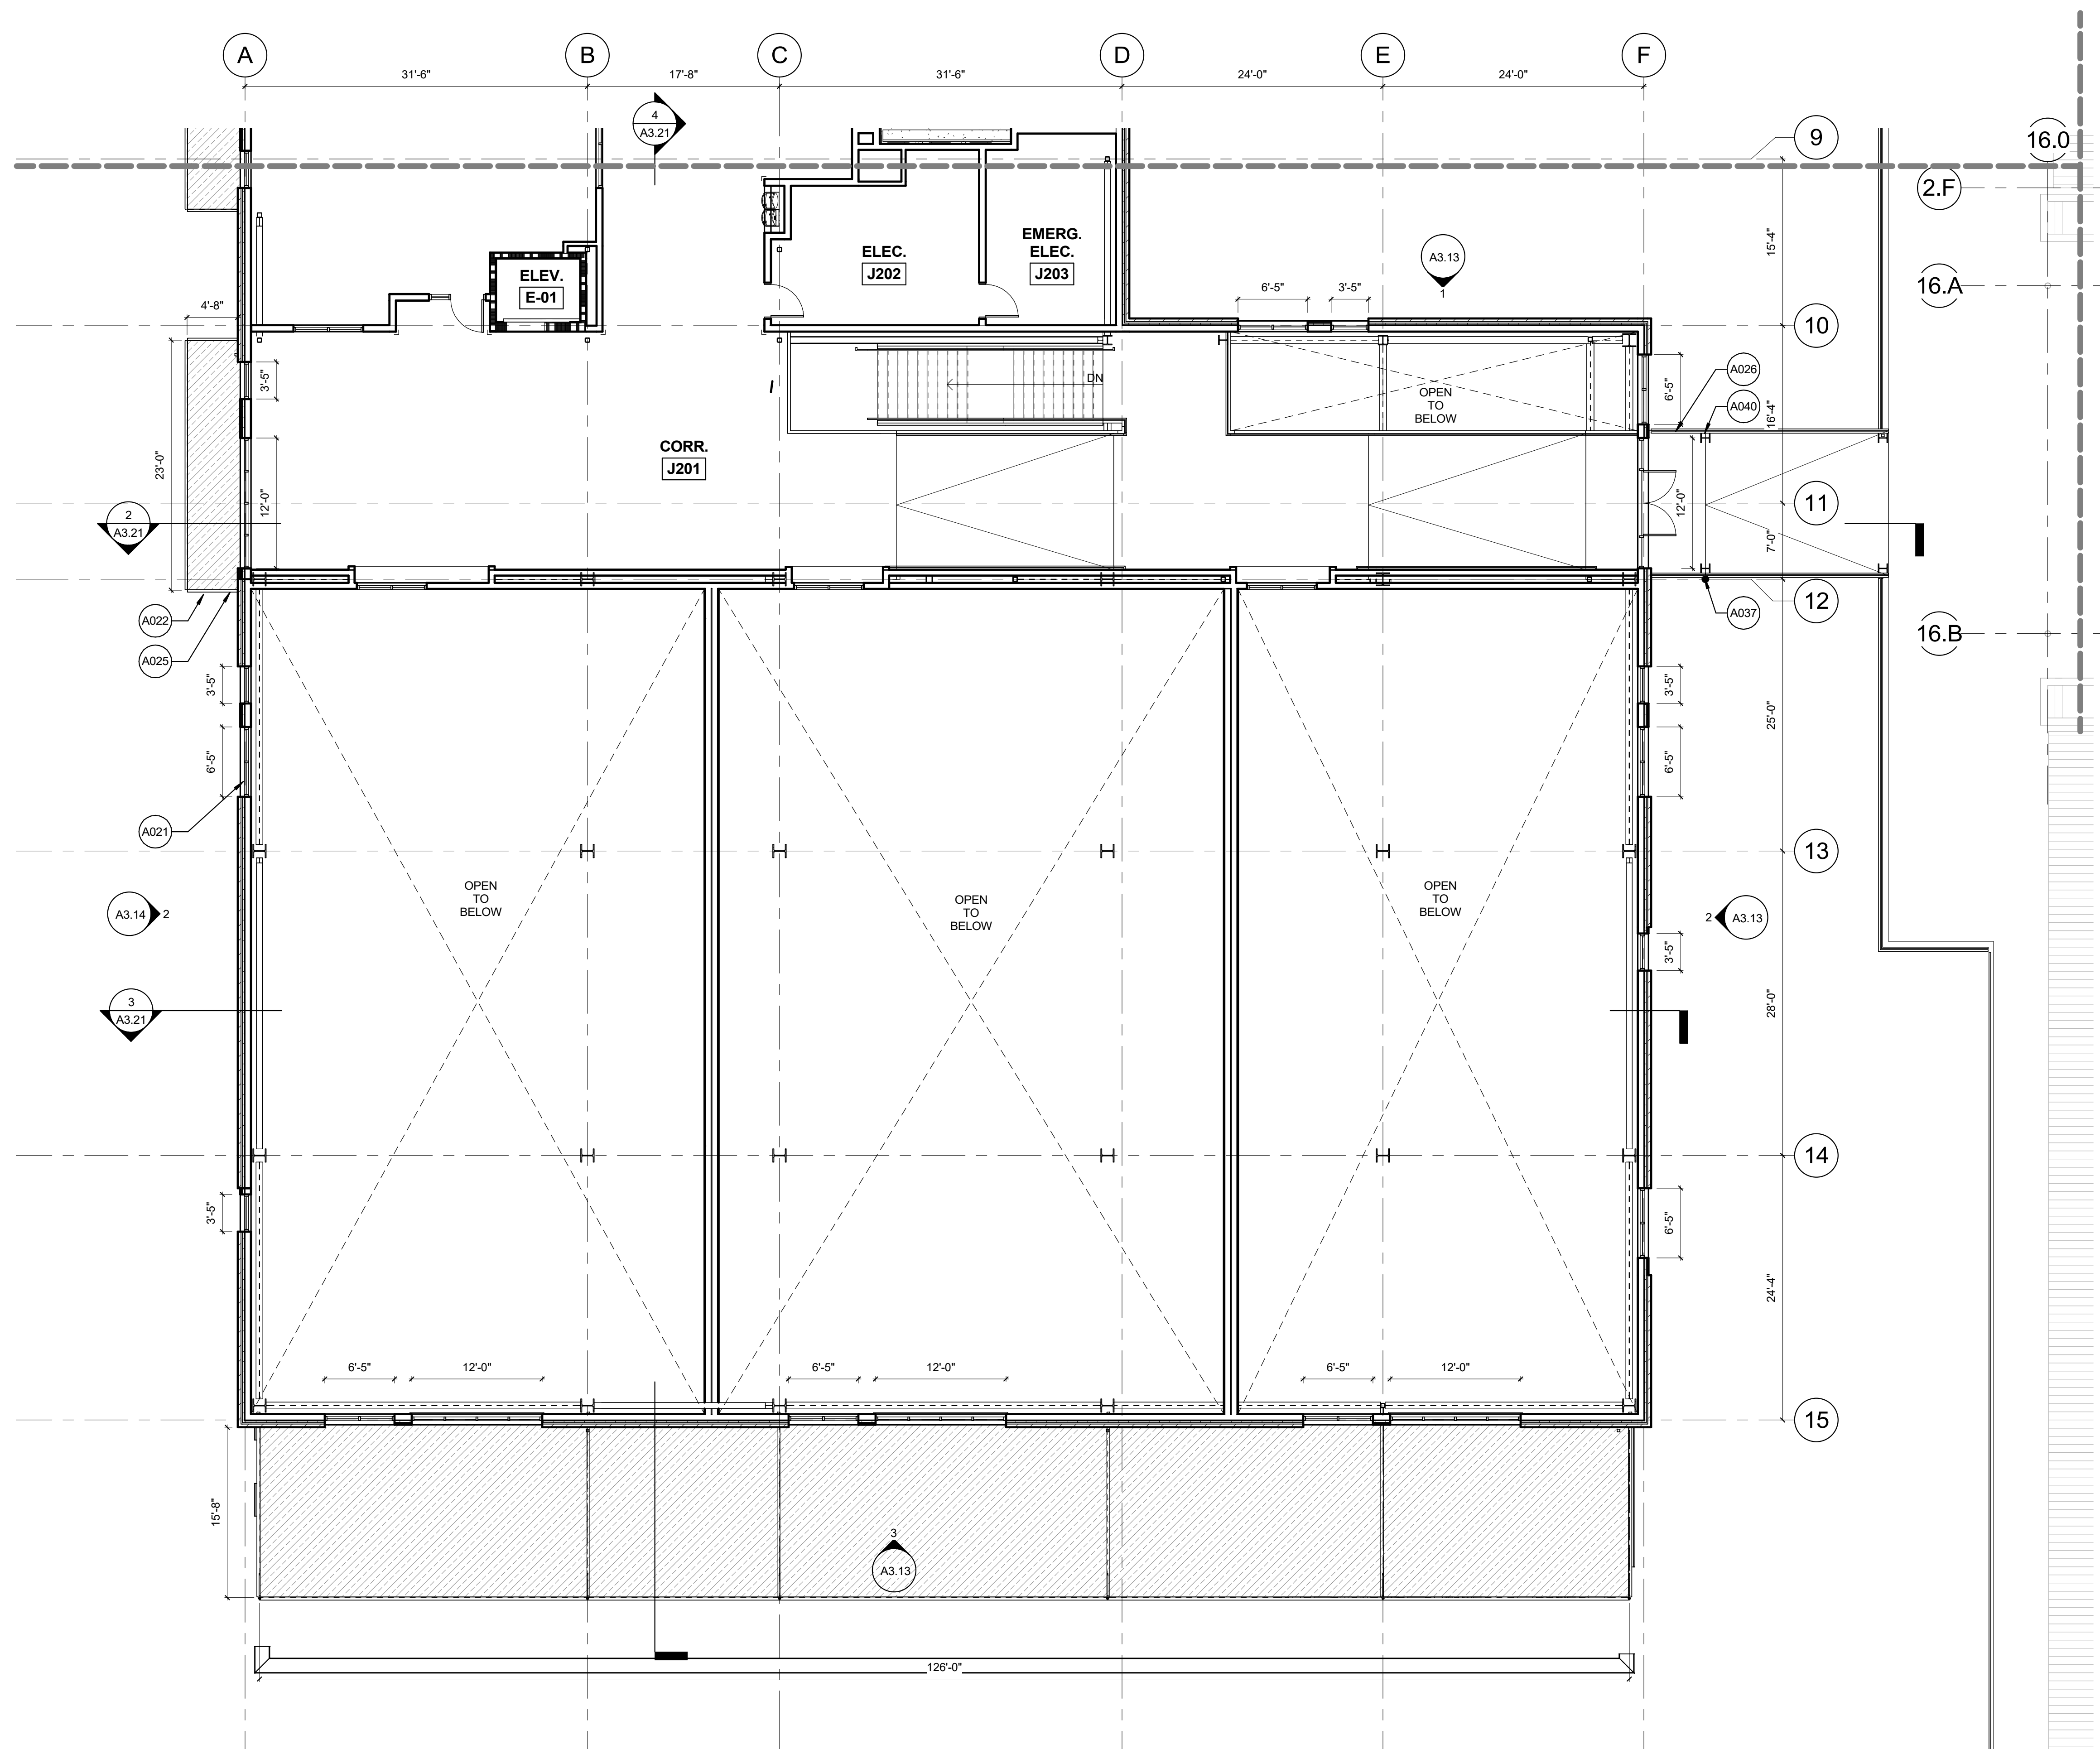 A
B
C
D
E
F
31'-6"
17'-8"
31'-6"
24'-0"
24'-0"
4
A3.21
9
16.0
2.F
15'-4"
EMERG.
ELEC.
J203
ELEC.
J202
A3.13
1
ELEV.
E-01
16.A
6'-5"
3'-5"
4'-8"
10
A026
3'-5"
DN
OPEN
TO
BELOW
6'-5"
A040
16'-4"
CORR.
J201
23'-0"
12'-0"
12'-0"
11
2
A3.21
7'-0"
12
A022
A037
16.B
A025
3'-5"
3'-5"
25'-0"
6'-5"
6'-5"
A021
13
OPEN
TO
BELOW
OPEN
TO
BELOW
OPEN
TO
BELOW
A3.14
2
2
A3.13
3'-5"
3
A3.21
28'-0"
14
3'-5"
6'-5"
24'-4"
6'-5"
12'-0"
6'-5"
12'-0"
6'-5"
12'-0"
15
15'-8"
3
A3.13
126'-0"